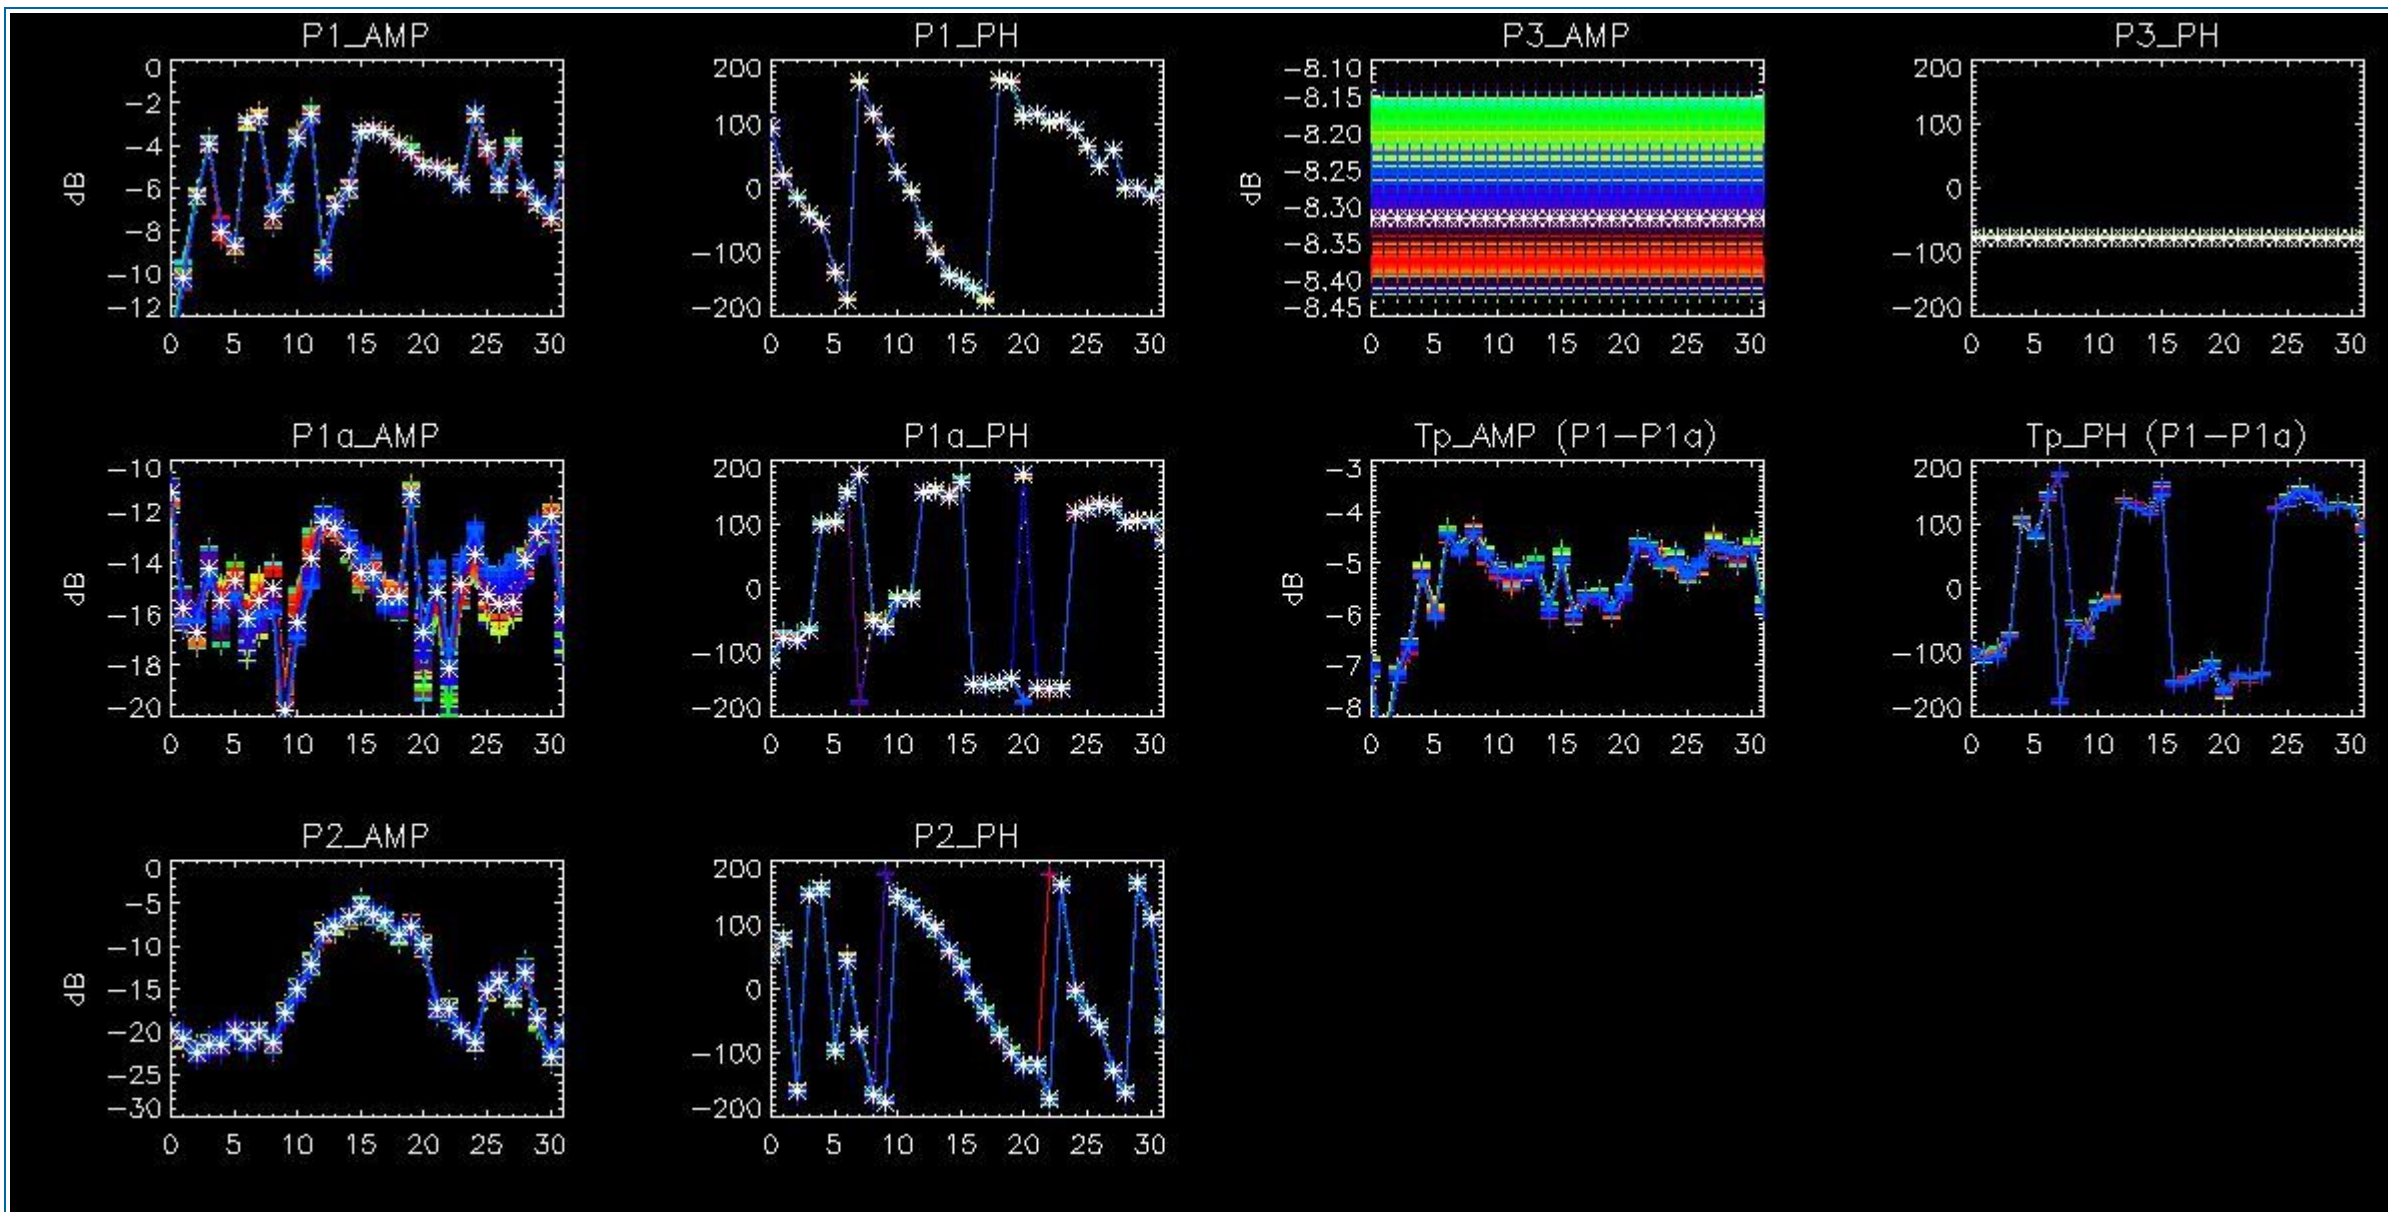 P1_AMP P1_PH P3_AMP P3_PH
0 200 -8.10 200
-2 100 -8.15 100
-4 0 -8.20 0
-6 -100 -8.25 -100
-8 -200 -8.30 -200
-10 -8.35
-12 -8.40
-8.45
dB dB
0 5 10 15 20 25 30 0 5 10 15 20 25 30 0 5 10 15 20 25 30 0 5 10 15 20 25 30
P1a_AMP P1a_PH Tp_AMP (P1-P1a) Tp_PH (P1-P1a)
-10 200 -3 200
-12 100 -4 100
-14 0 -5 0
-16 -100 -6 -100
-18 -200 -7 -200
-20 -8
dB dB
0 5 10 15 20 25 30 0 5 10 15 20 25 30 0 5 10 15 20 25 30 0 5 10 15 20 25 30
P2_AMP P2_PH
0 200
-5 100
-10 0
-15 -100
-20 -200
-25
-30
dB
0 5 10 15 20 25 30 0 5 10 15 20 25 30